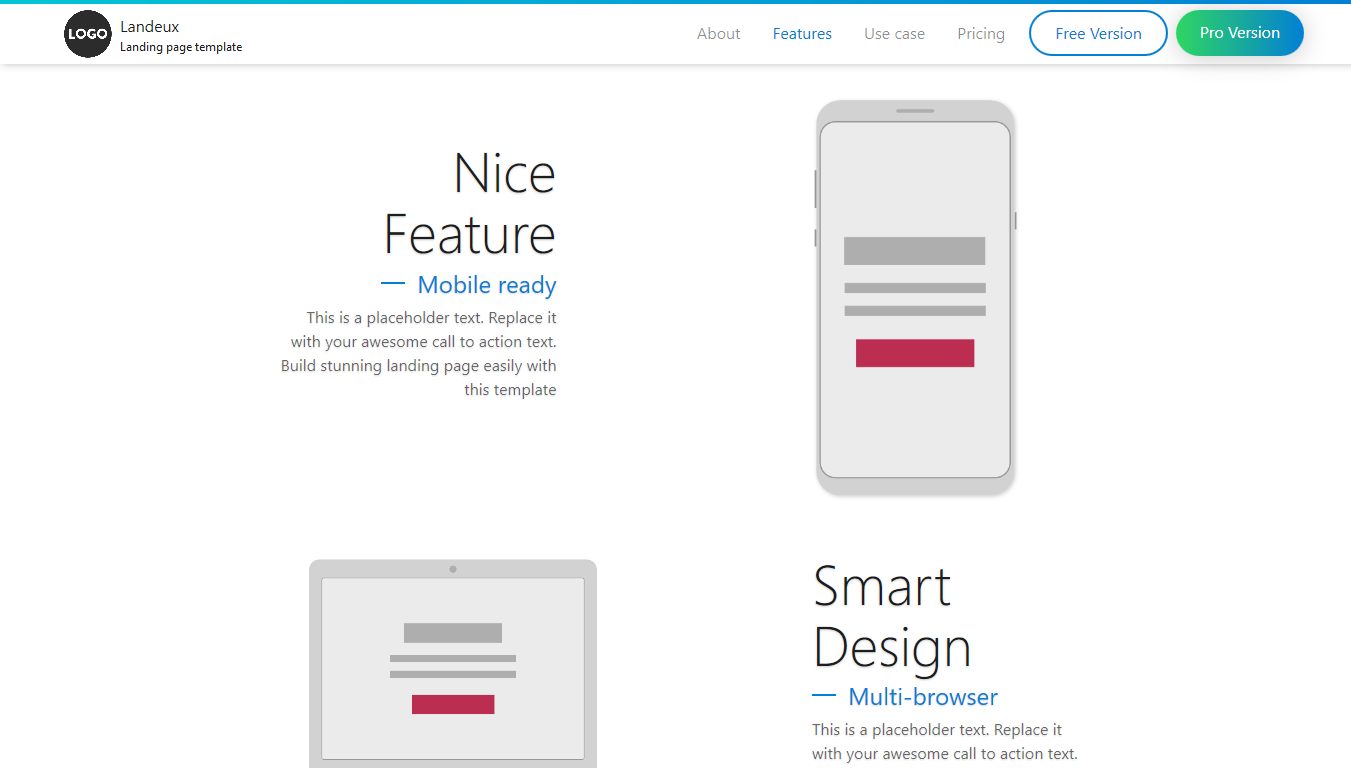 LOGO
Landeux
Landing page template
About
Features
Use case
Pricing
Free Version
Pro Version
Nice
Feature
Mobile ready
This is a placeholder text. Replace it
with your awesome call to action text.
Build stunning landing page easily with
this template
Smart
Design
Multi-browser
This is a placeholder text. Replace it
with your awesome call to action text.